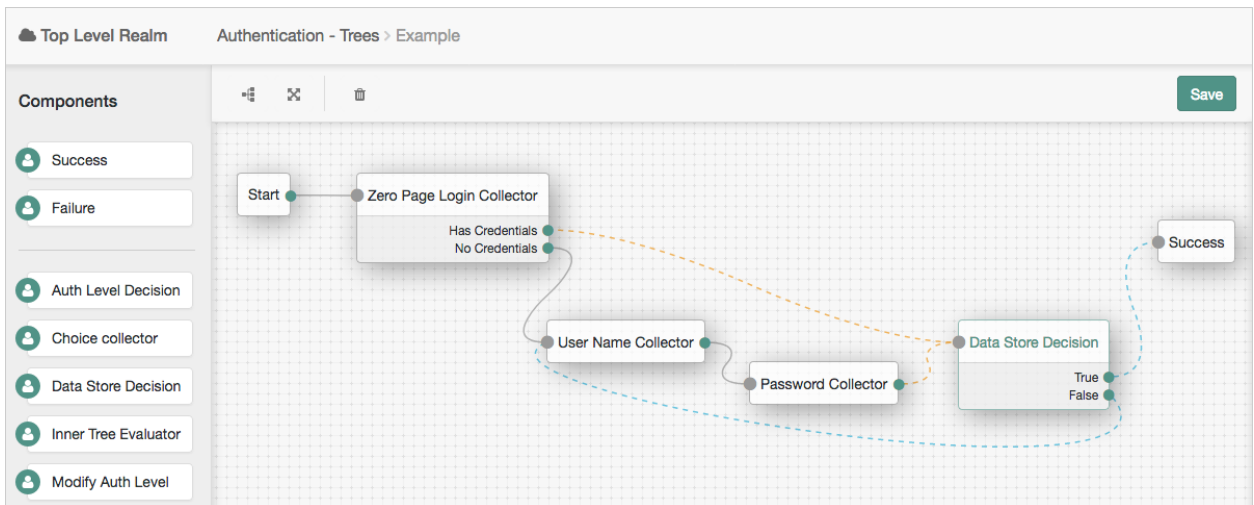 Top Level Realm
Authentication - Trees > Example
Components
Save
Success
Failure
Auth Level Decision
Choice collector
Data Store Decision
Inner Tree Evaluator
Modify Auth Level
Start
Zero Page Login Collector
Has Credentials
No Credentials
User Name Collector
Password Collector
Data Store Decision
True
False
Success